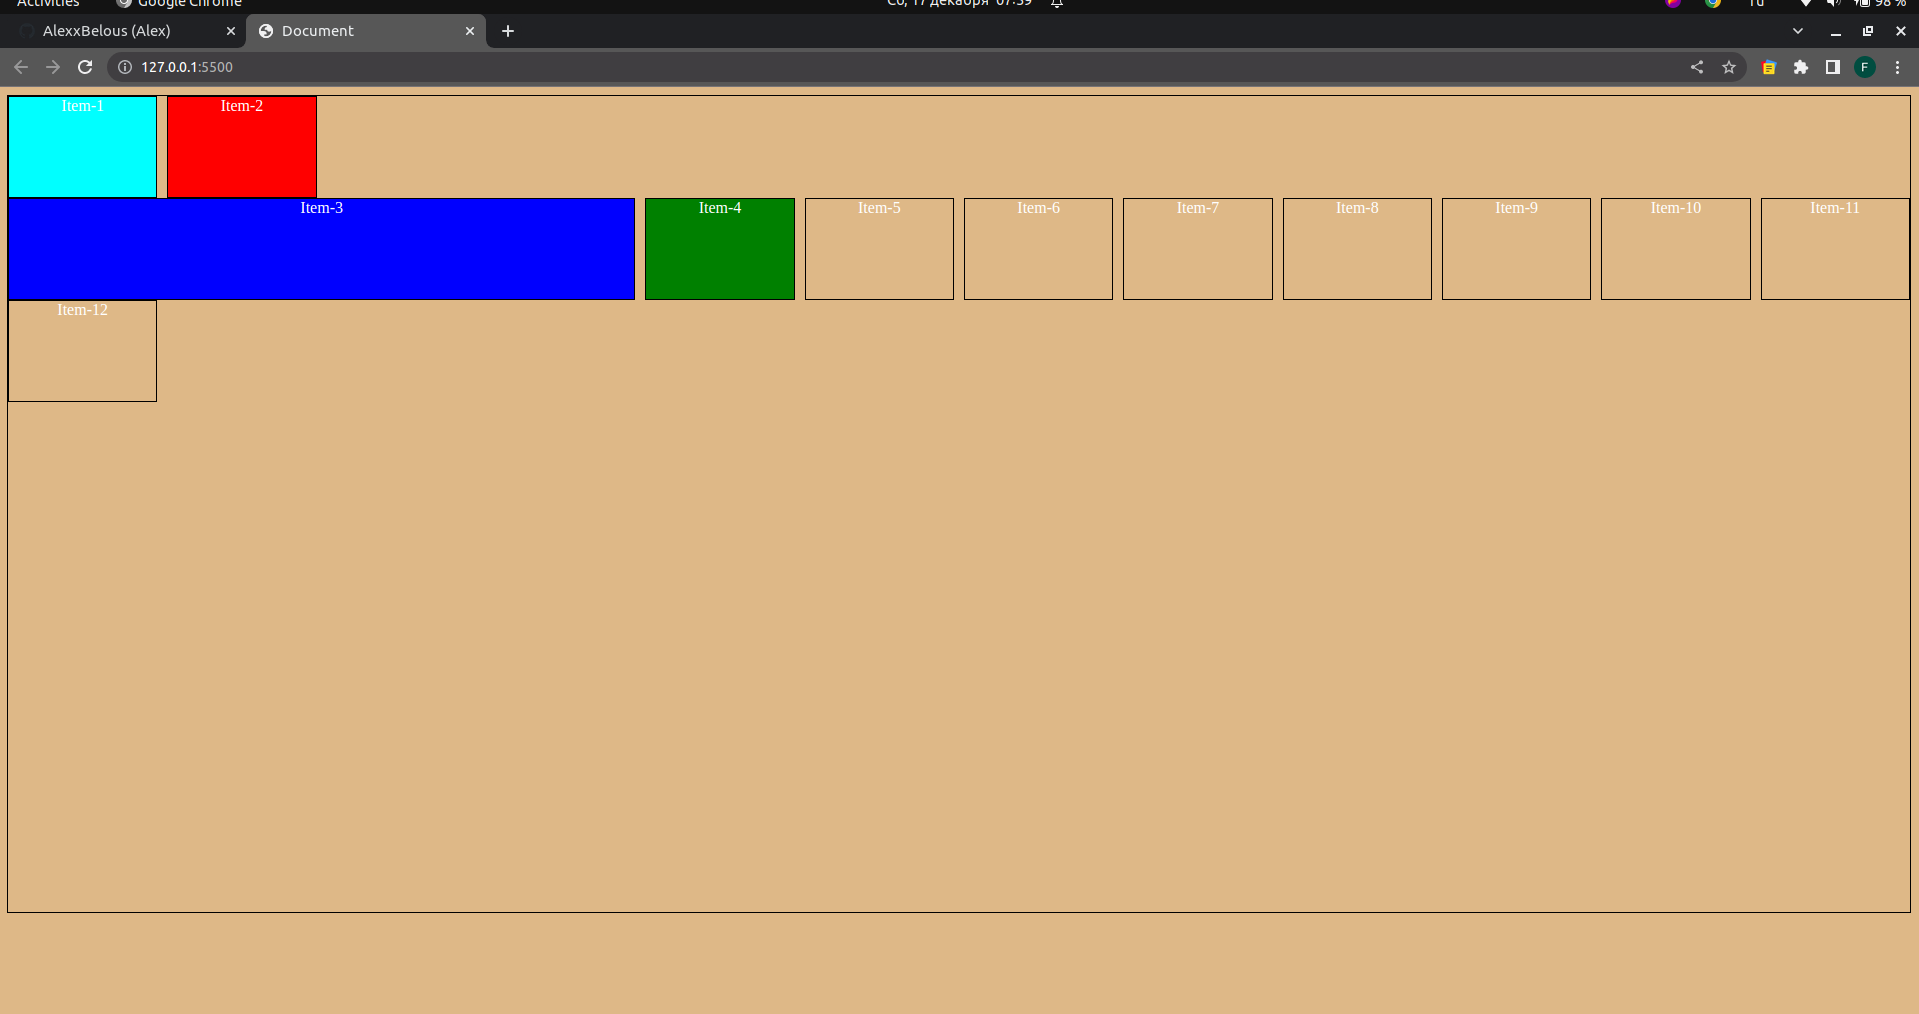 Activities Google Chrome Со, 17 декабря 07:39 ru 98 %
AlexxBelous (Alex) Document
127.0.0.1:5500 F
Item-1 Item-2
Item-3 Item-4 Item-5 Item-6 Item-7 Item-8 Item-9 Item-10 Item-11
Item-12